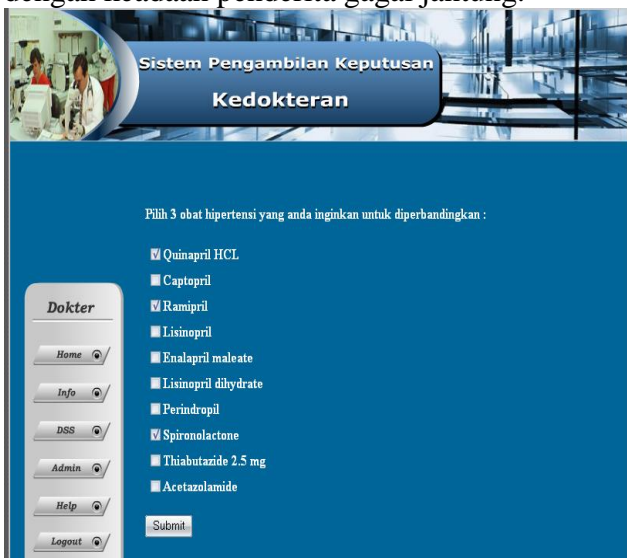 dengan keadaan penderita gagal jantung.
Sistem Pengambilan Keputusan
Kedokteran
Pilih 3 obat hipertensi yang anda inginkan untuk diperbandingkan :
Quinapril HCL
Captopril
Ramipril
Lisinopril
Enalapril maleate
Lisinopril dihydrate
Perindropil
Spironolactone
Thiabutazide 2.5 mg
Acetazolamide
Submit
Dokter
Home
Info
DSS
Admin
Help
Logout